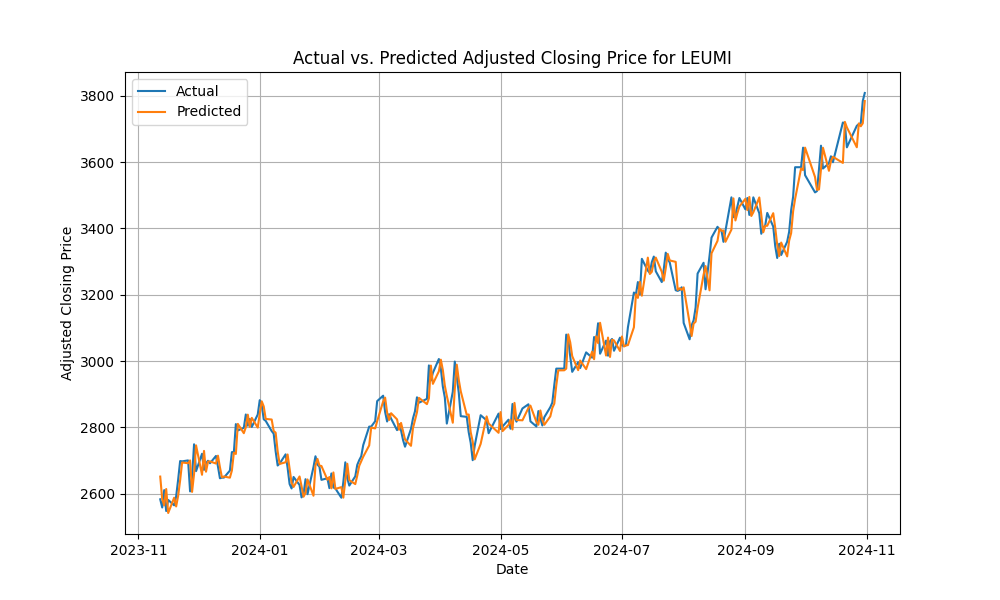 Actual vs. Predicted Adjusted Closing Price for LEUMI
Actual
Predicted
3800
3600
3400
3200
3000
2800
2600
Adjusted Closing Price
2023-11 2024-01 2024-03 2024-05 2024-07 2024-09 2024-11
Date